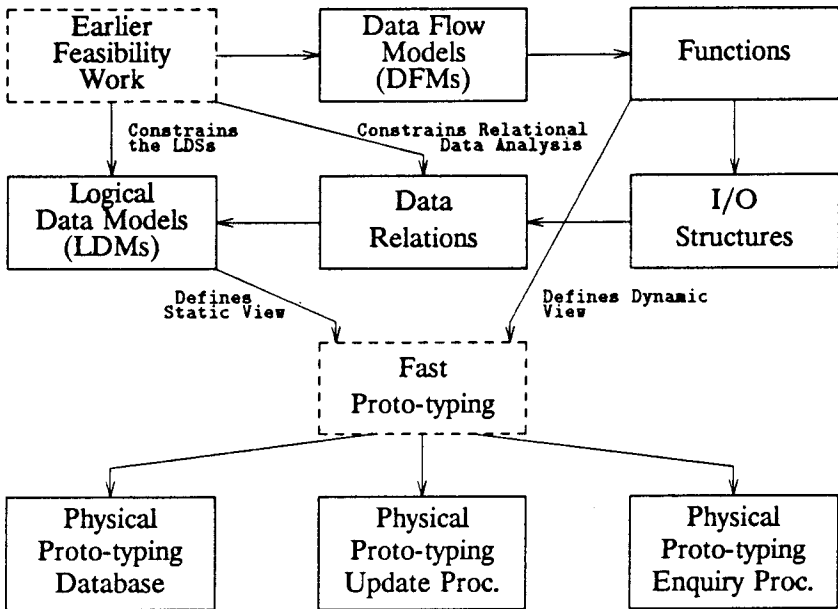 Earlier
Feasibility
Work
Data Flow
Models
(DFMs)
Functions
Constrains
the LDSs
Constrains Relational
Data Analysis
Logical
Data Models
(LDMs)
Data
Relations
I/O
Structures
Defines
Static View
Defines Dynamic
View
Fast
Proto-typing
Physical
Proto-typing
Database
Physical
Proto-typing
Update Proc.
Physical
Proto-typing
Enquiry Proc.